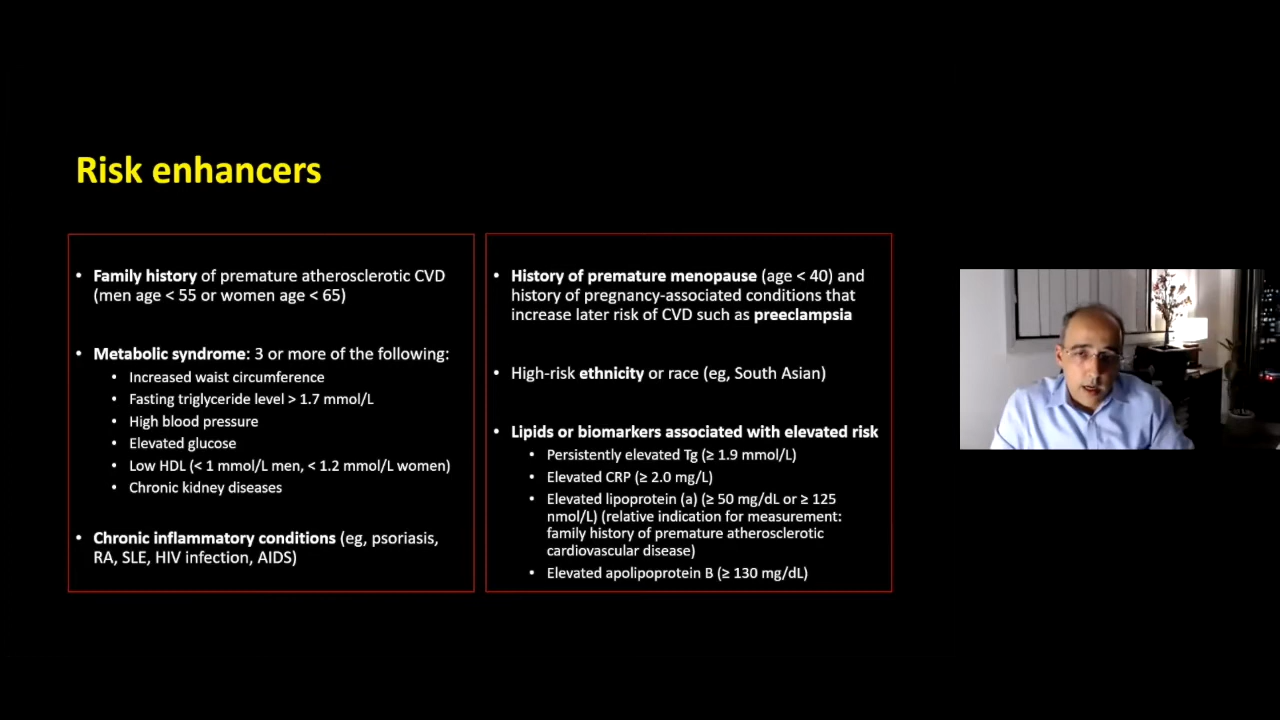 Risk enhancers
• Family history of premature atherosclerotic CVD
(men age < 55 or women age < 65)
• Metabolic syndrome: 3 or more of the following:
• Increased waist circumference
• Fasting triglyceride level > 1.7 mmol/L
• High blood pressure
• Elevated glucose
• Low HDL (< 1 mmol/L men, < 1.2 mmol/L women)
• Chronic kidney diseases
• Chronic inflammatory conditions (eg, psoriasis,
RA, SLE, HIV infection, AIDS)
• History of premature menopause (age < 40) and
history of pregnancy-associated conditions that
increase later risk of CVD such as preeclampsia
• High-risk ethnicity or race (eg, South Asian)
• Lipids or biomarkers associated with elevated risk
• Persistently elevated Tg (≥ 1.9 mmol/L)
• Elevated CRP (≥ 2.0 mg/L)
• Elevated lipoprotein (a) (≥ 50 mg/dL or ≥ 125
nmol/L) (relative indication for measurement:
family history of premature atherosclerotic
cardiovascular disease)
• Elevated apolipoprotein B (≥ 130 mg/dL)